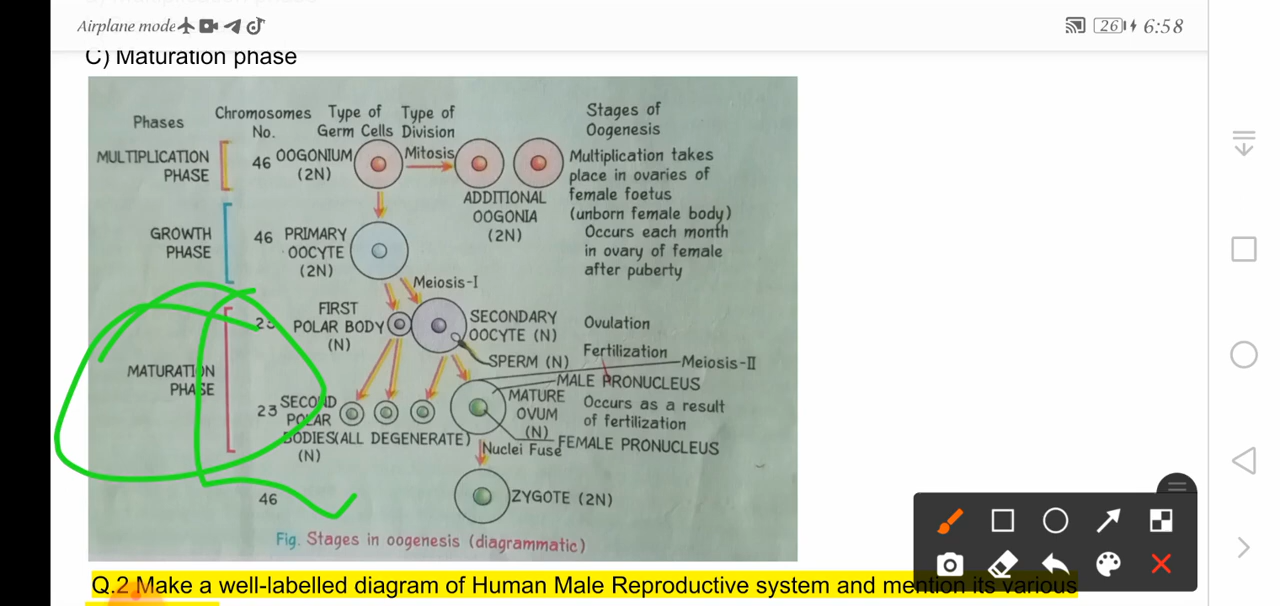 Airplane mode
26 6:58
C) Maturation phase
Phases
Chromosomes No.
Type of Germ Cells
Type of Division
Stages of Oogenesis
MULTIPLICATION PHASE
46
OOGONIUM (2N)
Mitosis
ADDITIONAL OOGONIA (2N)
Multiplication takes
place in ovaries of
female foetus
(unborn female body)
GROWTH PHASE
46
PRIMARY OOCYTE (2N)
Occurs each month
in ovary of female
after puberty
Meiosis-I
MATURATION PHASE
FIRST POLAR BODY (N)
SECONDARY OOCYTE (N)
Ovulation
SPERM (N)
Fertilization
Meiosis-II
MALE PRONUCLEUS
23
SECOND POLAR BODIES (ALL DEGENERATE)
(N)
MATURE OVUM (N)
Occurs as a result
of fertilization
FEMALE PRONUCLEUS
Nuclei Fuse
46
ZYGOTE (2N)
Fig. Stages in oogenesis (diagrammatic)
Q.2 Make a well-labelled diagram of Human Male Reproductive system and mention its various